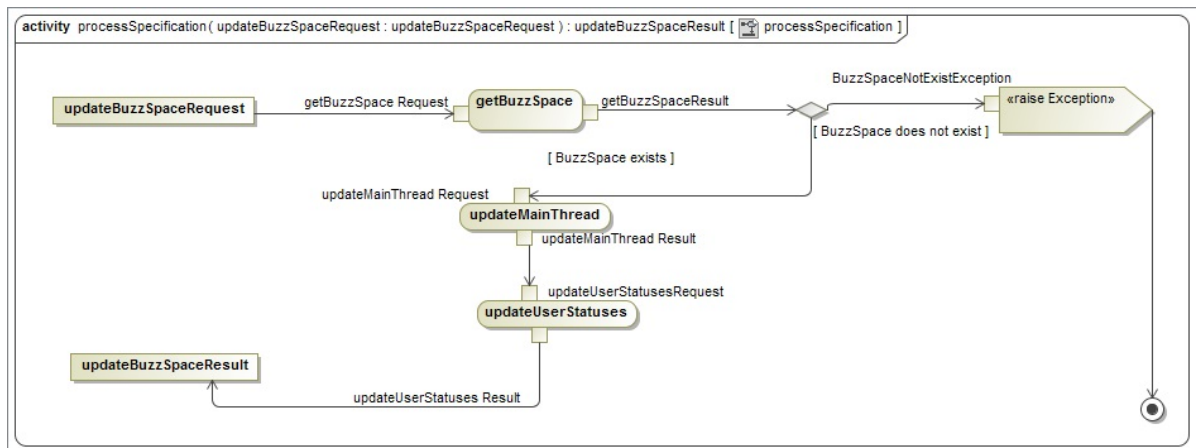 activity processSpecification( updateBuzzSpaceRequest : updateBuzzSpaceRequest ) : updateBuzzSpaceResult [ processSpecification ]
BuzzSpaceNotExistException
updateBuzzSpaceRequest
getBuzzSpace Request
getBuzzSpace
getBuzzSpaceResult
«raise Exception»
[ BuzzSpace does not exist ]
[ BuzzSpace exists ]
updateMainThread Request
updateMainThread
updateMainThread Result
updateUserStatusesRequest
updateUserStatuses
updateBuzzSpaceResult
updateUserStatuses Result